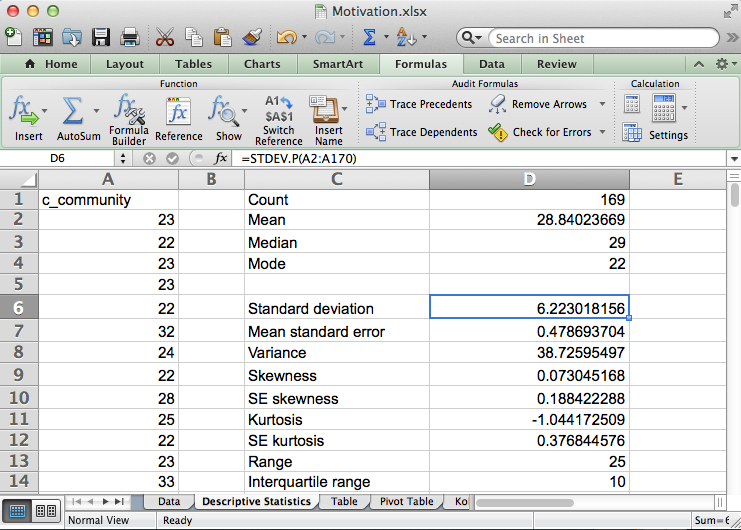 Motivation.xlsx
Search in Sheet
Home Layout Tables Charts SmartArt Formulas Data Review
Function Audit Formulas Calculation
fx Σ fx fx fx A1 $A$1
Trace Precedents Remove Arrows
Trace Dependents Check for Errors Settings
Insert AutoSum Formula Builder Reference Show Switch Reference Insert Name
D6 fx =STDEV.P(A2:A170)
A B C D E
1 c_community Count 169
2 23 Mean 28.84023669
3 22 Median 29
4 23 Mode 22
5 23
6 22 Standard deviation 6.223018156
7 32 Mean standard error 0.478693704
8 24 Variance 38.72595497
9 22 Skewness 0.073045168
10 28 SE skewness 0.188422288
11 25 Kurtosis -1.044172509
12 22 SE kurtosis 0.376844576
13 23 Range 25
14 33 Interquartile range 10
Data Descriptive Statistics Table Pivot Table Ko
Normal View Ready Sum=6